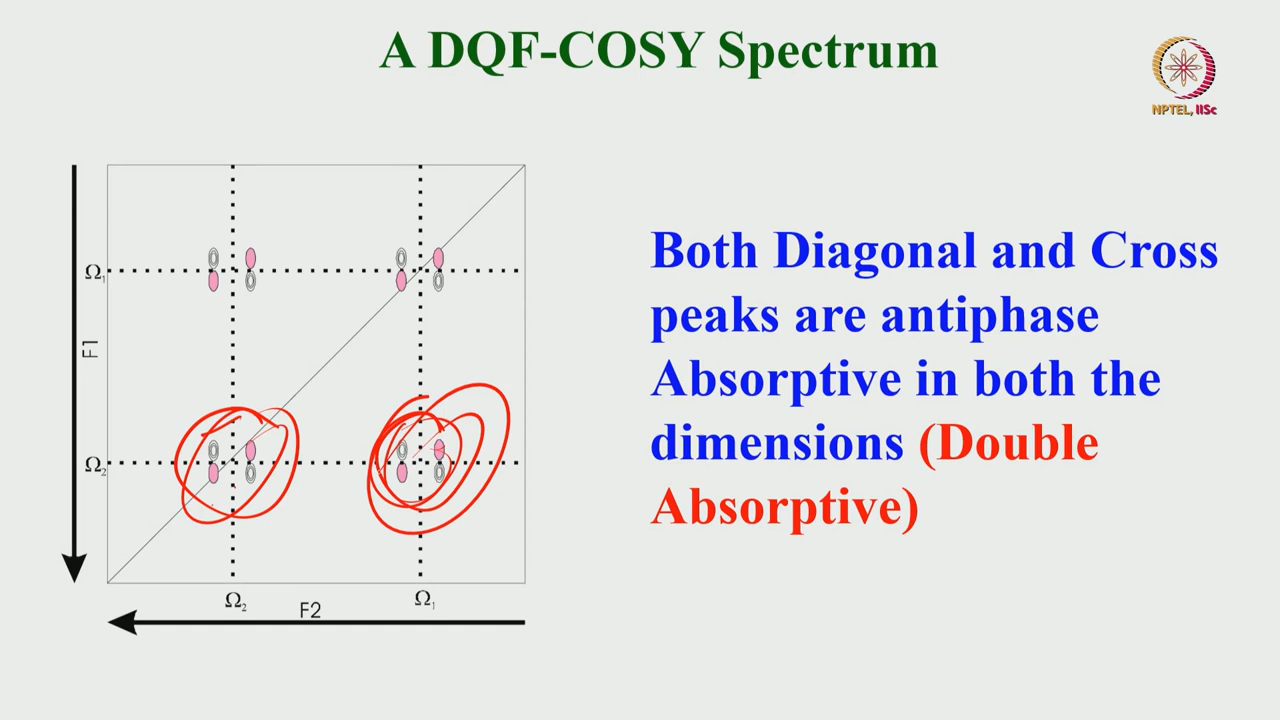 A DQF-COSY Spectrum
NPTEL, IISc
Ω₁
F1
Ω₂
Ω₂
F2
Ω₁
Both Diagonal and Cross
peaks are antiphase
Absorptive in both the
dimensions (Double
Absorptive)